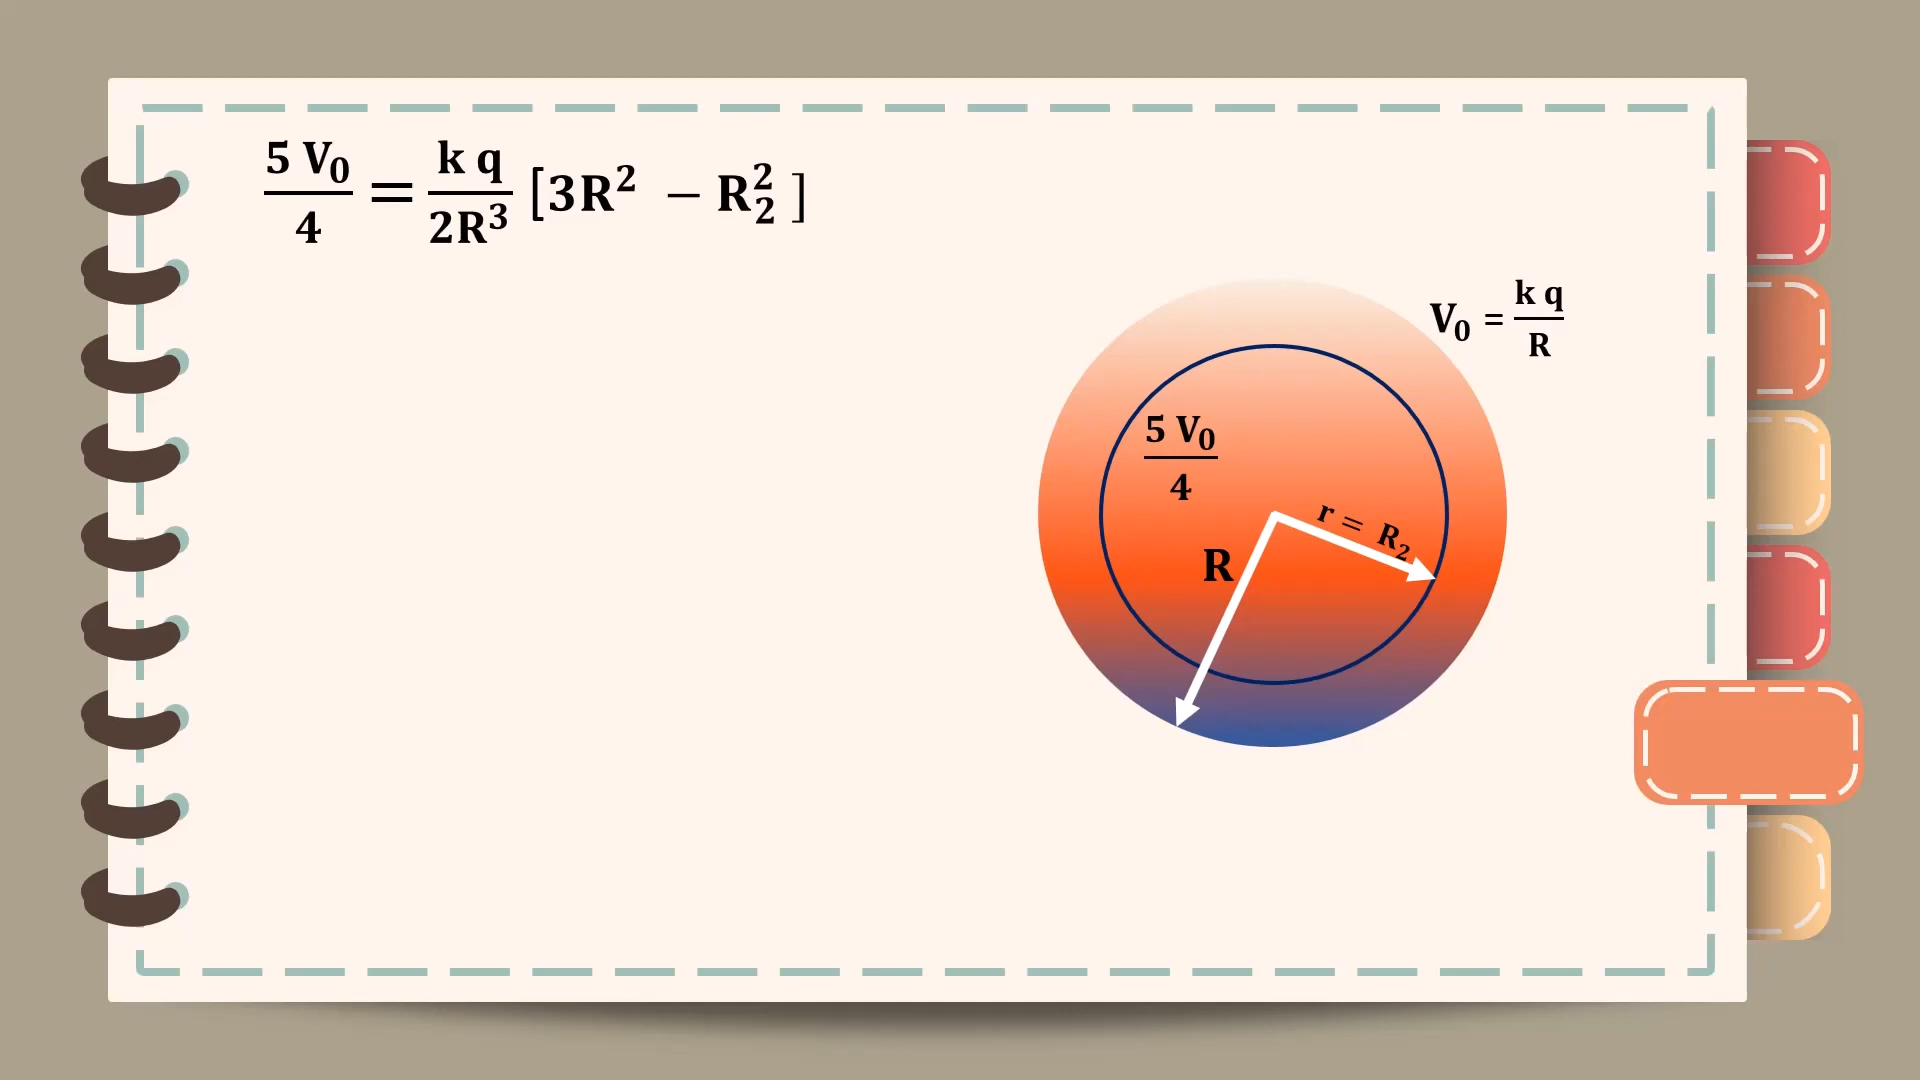 5 V₀/4 = k q/2R³ [3R² − R₂² ]
V₀ = k q/R
5 V₀/4
r = R₂
R